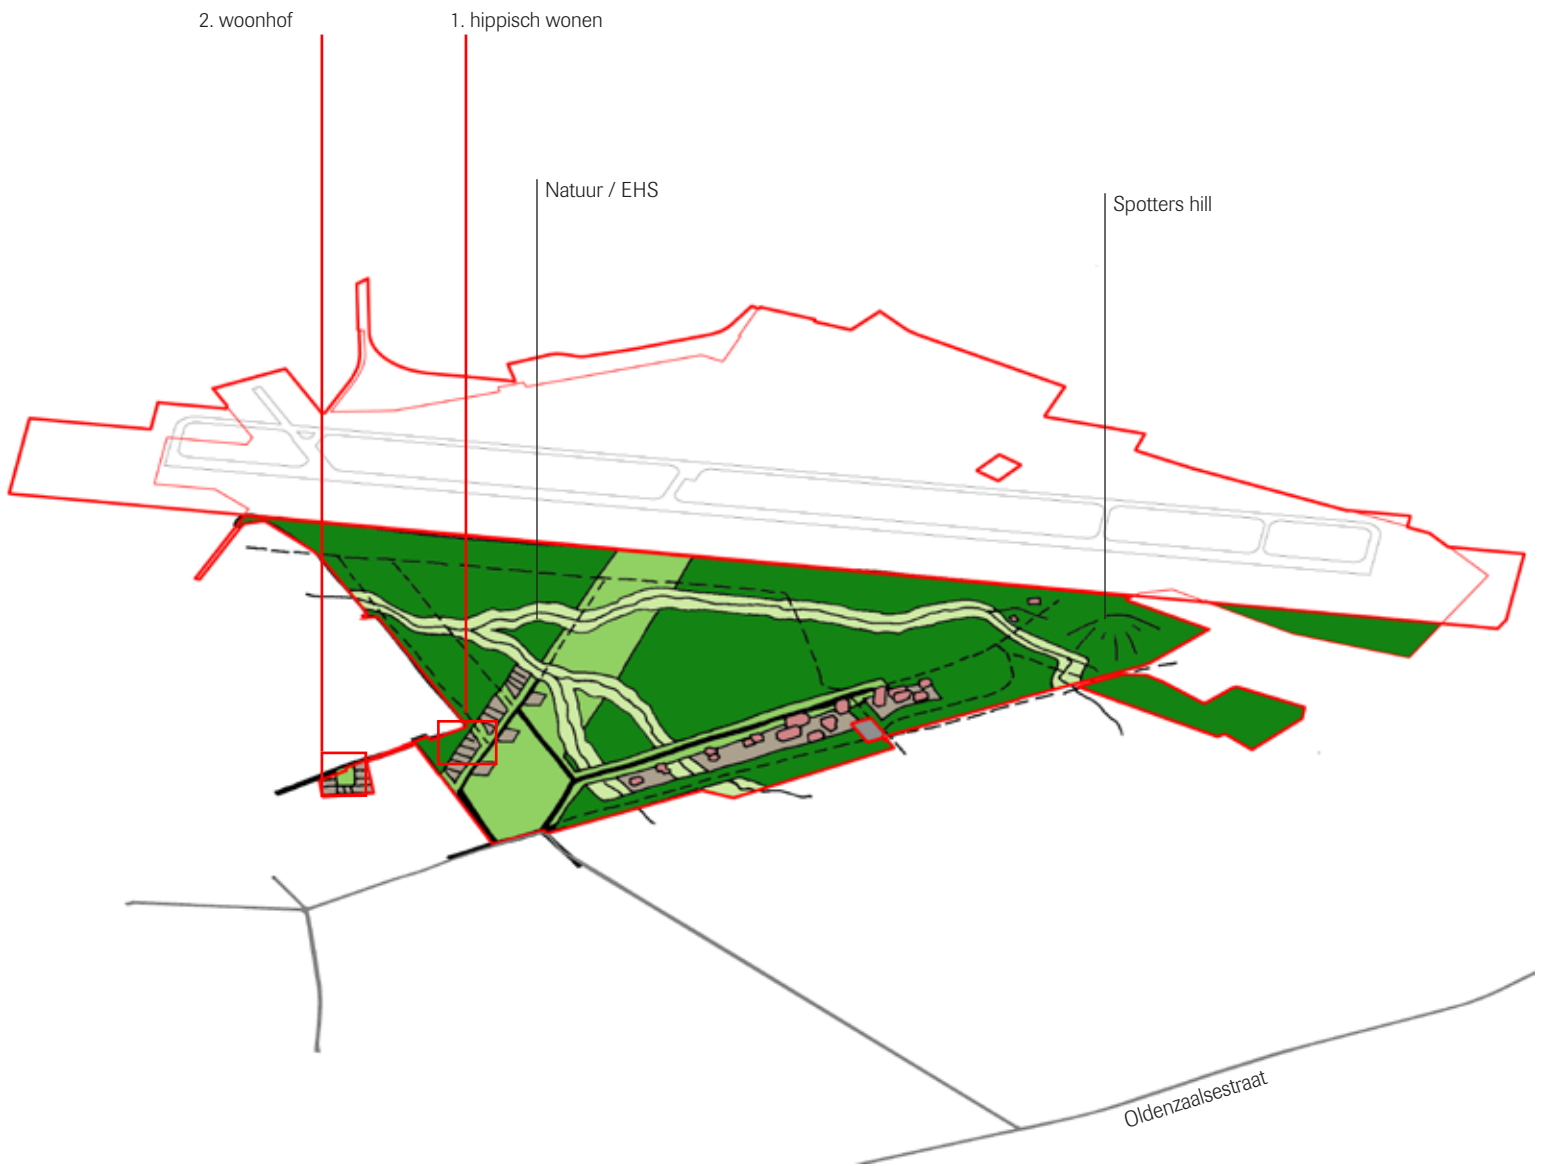 2. woonhof
1. hippisch wonen
Natuur / EHS
Spotters hill
Oldenzaalsestraat